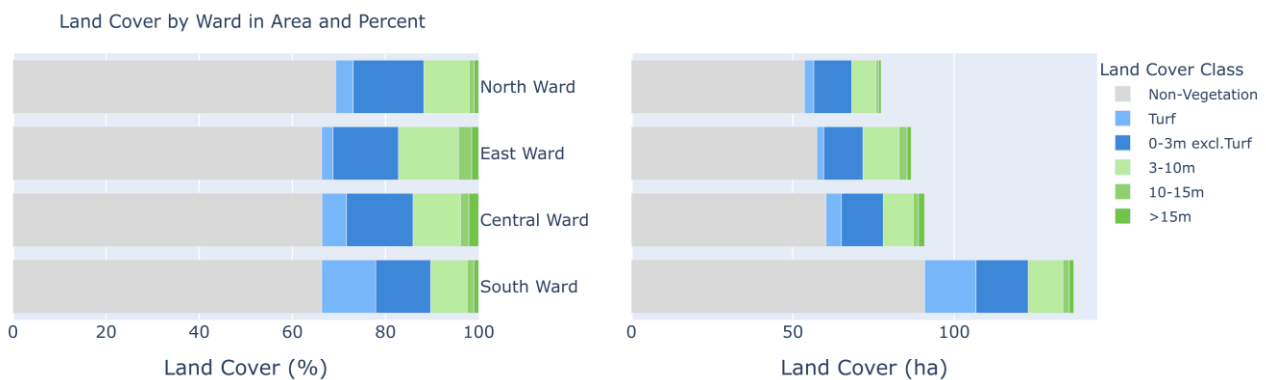 Land Cover by Ward in Area and Percent
North Ward
East Ward
Central Ward
South Ward
0 20 40 60 80 100
Land Cover (%)
0 50 100
Land Cover (ha)
Land Cover Class
Non-Vegetation
Turf
0-3m excl.Turf
3-10m
10-15m
>15m